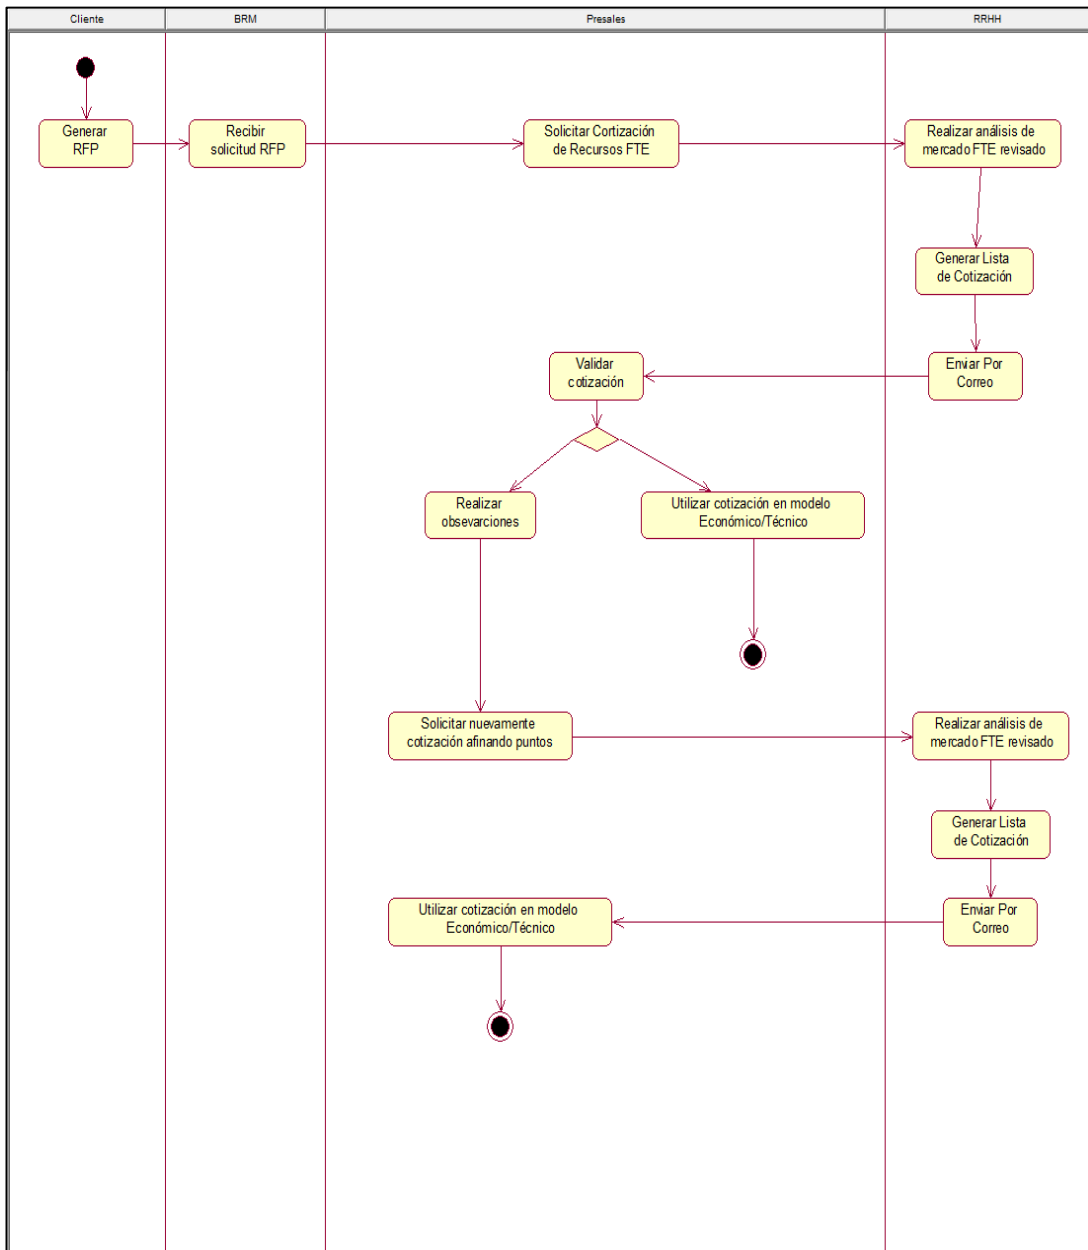 Cliente
BRM
Presales
RRHH
Generar
RFP
Recibir
solicitud RFP
Solicitar Cortización
de Recursos FTE
Realizar análisis de
mercado FTE revisado
Generar Lista
de Cotización
Enviar Por
Correo
Validar
cotización
Realizar
obsevarciones
Utilizar cotización en modelo
Económico/Técnico
Solicitar nuevamente
cotización afinando puntos
Realizar análisis de
mercado FTE revisado
Generar Lista
de Cotización
Enviar Por
Correo
Utilizar cotización en modelo
Económico/Técnico